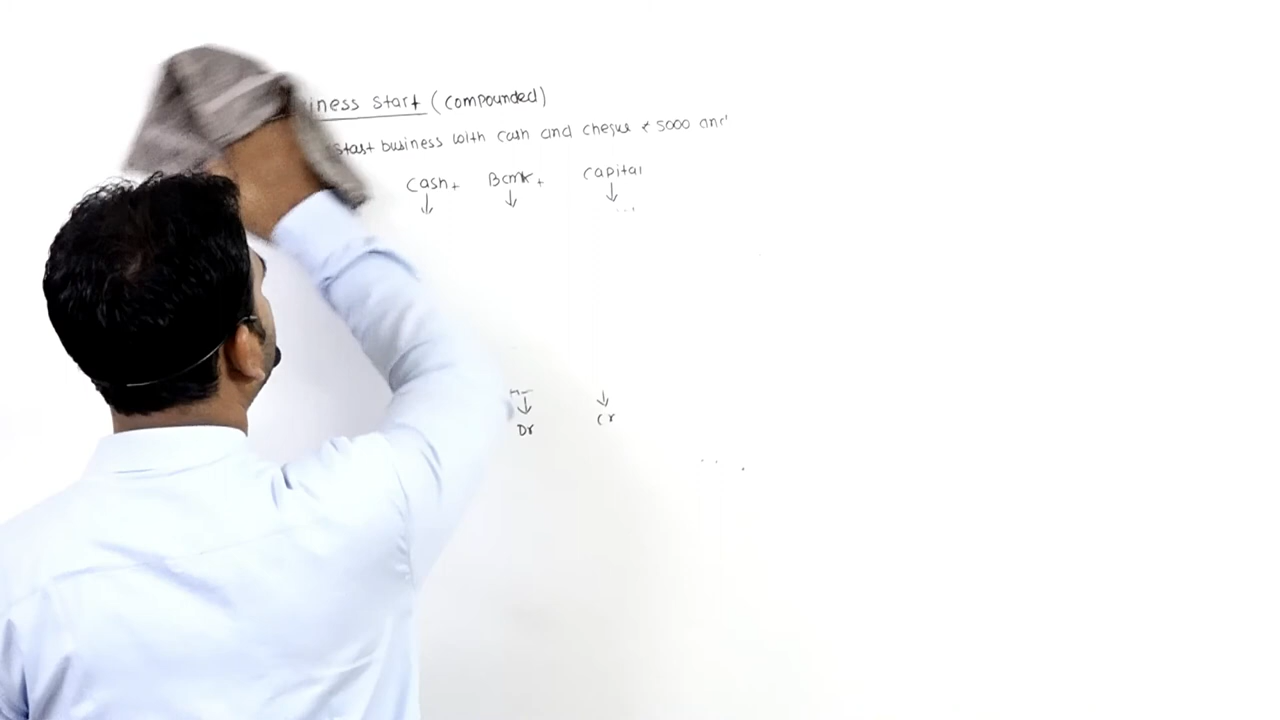 iness start (compounded)
start business with cash and cheque ₹ 5000 and
Cash + Bank + Capital
Dr Cr